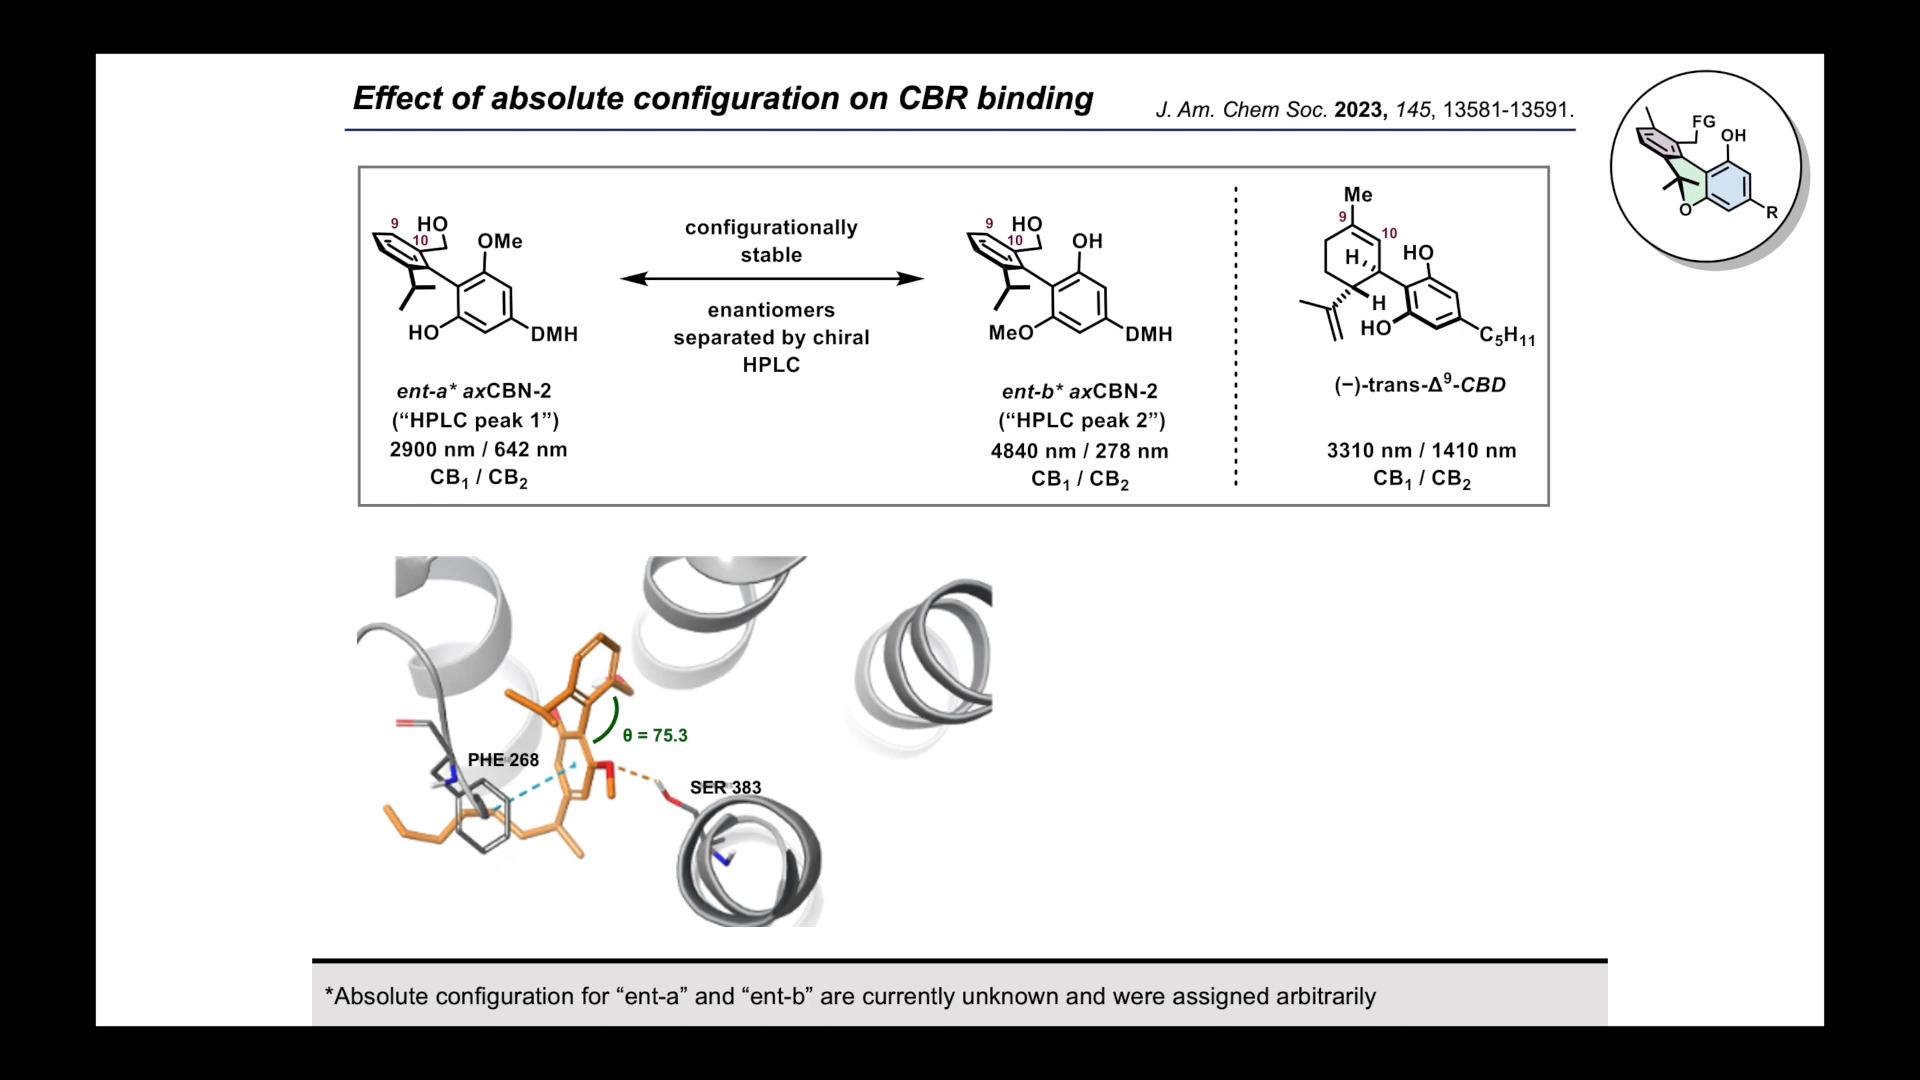 Effect of absolute configuration on CBR binding
J. Am. Chem Soc. 2023, 145, 13581-13591.
FG
OH
O
R
9
HO
10
OMe
HO
DMH
ent-a* axCBN-2
("HPLC peak 1")
2900 nm / 642 nm
CB₁ / CB₂
configurationally
stable
enantiomers
separated by chiral
HPLC
9
HO
10
OH
MeO
DMH
ent-b* axCBN-2
("HPLC peak 2")
4840 nm / 278 nm
CB₁ / CB₂
Me
9
10
H
HO
H
HO
C₅H₁₁
(−)-trans-Δ⁹-CBD
3310 nm / 1410 nm
CB₁ / CB₂
θ = 75.3
PHE 268
SER 383
*Absolute configuration for “ent-a” and “ent-b” are currently unknown and were assigned arbitrarily